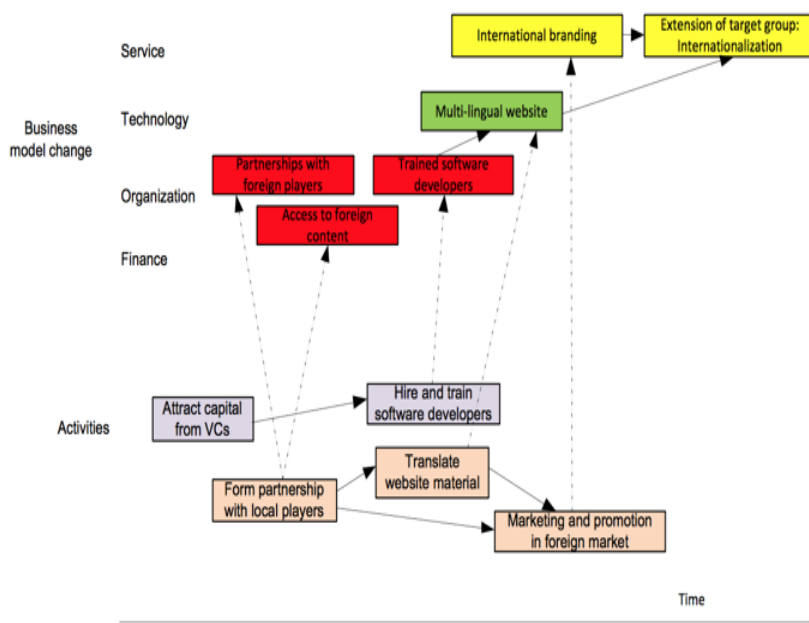 Service
International branding
Extension of target group:
Internationalization
Technology
Multi-lingual website
Business
model change
Partnerships with
foreign players
Trained software
developers
Organization
Access to foreign
content
Finance
Activities
Attract capital
from VCs
Hire and train
software developers
Translate
website material
Form partnership
with local players
Marketing and promotion
in foreign market
Time